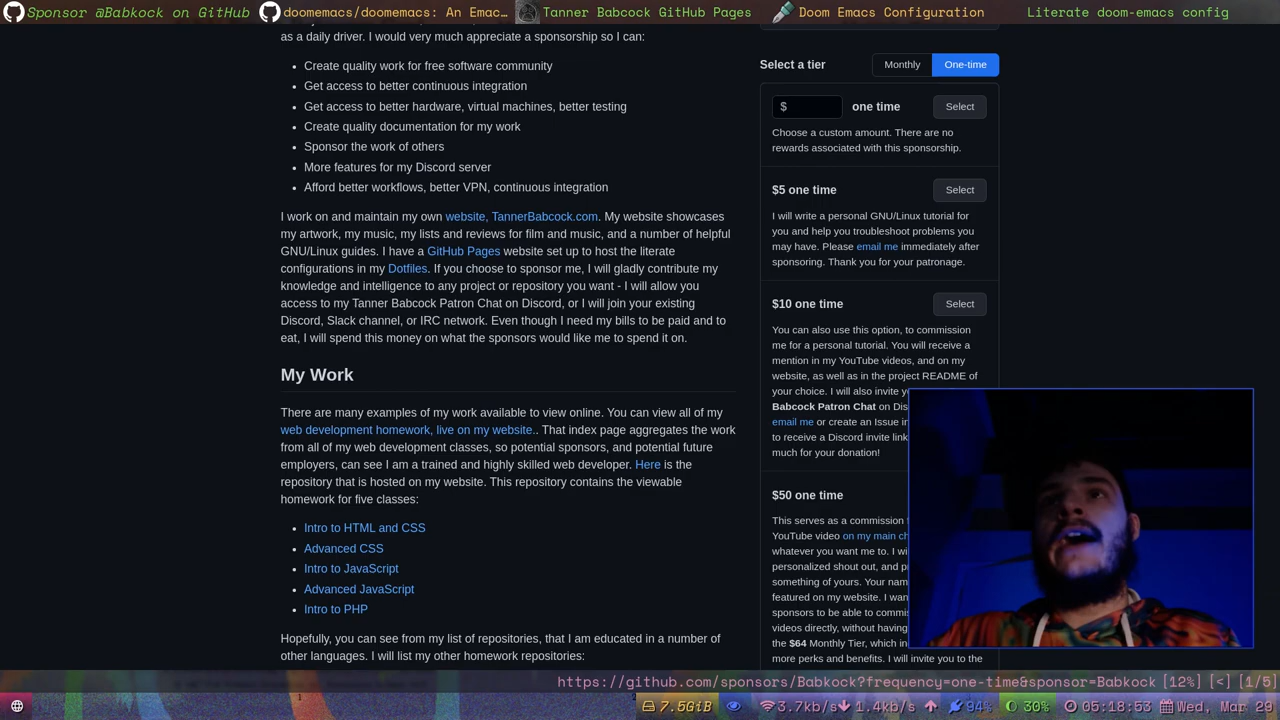 Sponsor @Babkock on GitHub
doomemacs/doomemacs: An Emac...
Tanner Babcock GitHub Pages
Doom Emacs Configuration
Literate doom-emacs config
as a daily driver. I would very much appreciate a sponsorship so I can:
Create quality work for free software community
Get access to better continuous integration
Get access to better hardware, virtual machines, better testing
Create quality documentation for my work
Sponsor the work of others
More features for my Discord server
Afford better workflows, better VPN, continuous integration
I work on and maintain my own website, TannerBabcock.com. My website showcases
my artwork, my music, my lists and reviews for film and music, and a number of helpful
GNU/Linux guides. I have a GitHub Pages website set up to host the literate
configurations in my Dotfiles. If you choose to sponsor me, I will gladly contribute my
knowledge and intelligence to any project or repository you want - I will allow you
access to my Tanner Babcock Patron Chat on Discord, or I will join your existing
Discord, Slack channel, or IRC network. Even though I need my bills to be paid and to
eat, I will spend this money on what the sponsors would like me to spend it on.
My Work
There are many examples of my work available to view online. You can view all of my
web development homework, live on my website.. That index page aggregates the work
from all of my web development classes, so potential sponsors, and potential future
employers, can see I am a trained and highly skilled web developer. Here is the
repository that is hosted on my website. This repository contains the viewable
homework for five classes:
Intro to HTML and CSS
Advanced CSS
Intro to JavaScript
Advanced JavaScript
Intro to PHP
Hopefully, you can see from my list of repositories, that I am educated in a number of
other languages. I will list my other homework repositories:
Select a tier
Monthly
One-time
$
one time
Select
Choose a custom amount. There are no
rewards associated with this sponsorship.
$5 one time
Select
I will write a personal GNU/Linux tutorial for
you and help you troubleshoot problems you
may have. Please email me immediately after
sponsoring. Thank you for your patronage.
$10 one time
Select
You can also use this option, to commission
me for a personal tutorial. You will receive a
mention in my YouTube videos, and on my
website, as well as in the project README of
your choice. I will also invite
Babcock Patron Chat on
email me or create an Issue
to receive a Discord invite
much for your donation!
$50 one time
This serves as a commission
YouTube video on my main
whatever you want me to. I
personalized shout out, and
something of yours. Your
featured on my website. I
sponsors to be able to
videos directly, without having
the $64 Monthly Tier, which
more perks and benefits. I will invite you to the
https://github.com/sponsors/Babkock?frequency=one-time&sponsor=Babkock [12%] [<] [1/5]
7.5GiB
3.7kb/s 1.4kb/s
94%
30%
05:18:53
Wed, Mar 29